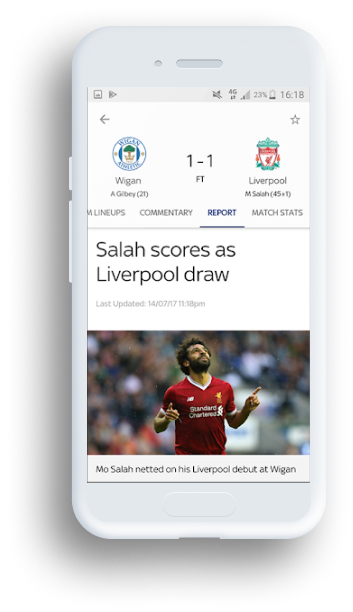 4G 23% 16:18
WIGAN
ATHLETIC
1-1
FT
Wigan
Liverpool
A Gibey (21)
M Salah (45+1)
M LINEUPS COMMENTARY REPORT MATCH STATS
Salah scores as
Liverpool draw
Last Updated: 14/07/17 11:18pm
Standard
Chartered
Mo Salah netted on his Liverpool debut at Wigan